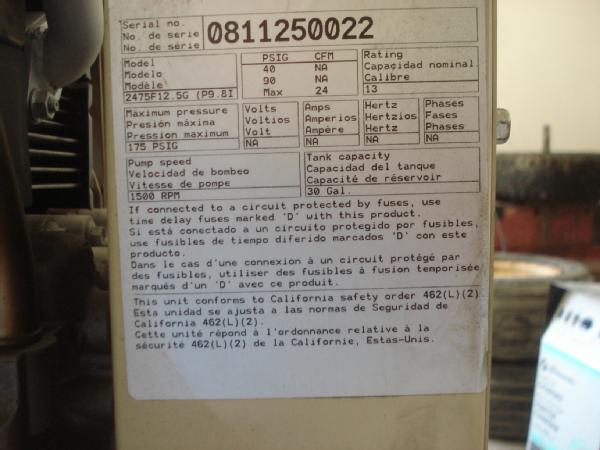 Serial no.
No. de serie
No. de série
0811250022
Model
Modelo
Modèle
2475F12.5G (P9.8I
PSIG CFM
40 NA
90 NA
Max 24
Rating
Capacidad nominal
Calibre
13
Maximum pressure
Presión máxima
Pression maximum
175 PSIG
Volts
Voltios
Volt
NA
Amps
Amperios
Ampère
NA
Hertz
Hertzios
Hertz
NA
Phases
Fases
Phases
NA
Pump speed
Velocidad de bombeo
Vitesse de pompe
1500 RPM
Tank capacity
Capacidad del tanque
Capacité de réservoir
30 Gal.
If connected to a circuit protected by fuses, use
time delay fuses marked 'D' with this product.
Si está conectado a un circuito protegido por fusibles,
use fusibles de tiempo diferido marcados 'D' con este
producto.
Dans le cas d'une connexion à un circuit protégé par
des fusibles, utiliser des fusibles à fusion temporisée
marqués d'un 'D' avec ce produit.
This unit conforms to California safety order 462(L)(2)
Esta unidad se ajusta a las normas de Seguridad de
California 462(L)(2).
Cette unité répond à l'ordonnance relative à la
sécurité 462(L)(2) de la Californie, Estas-Unis.